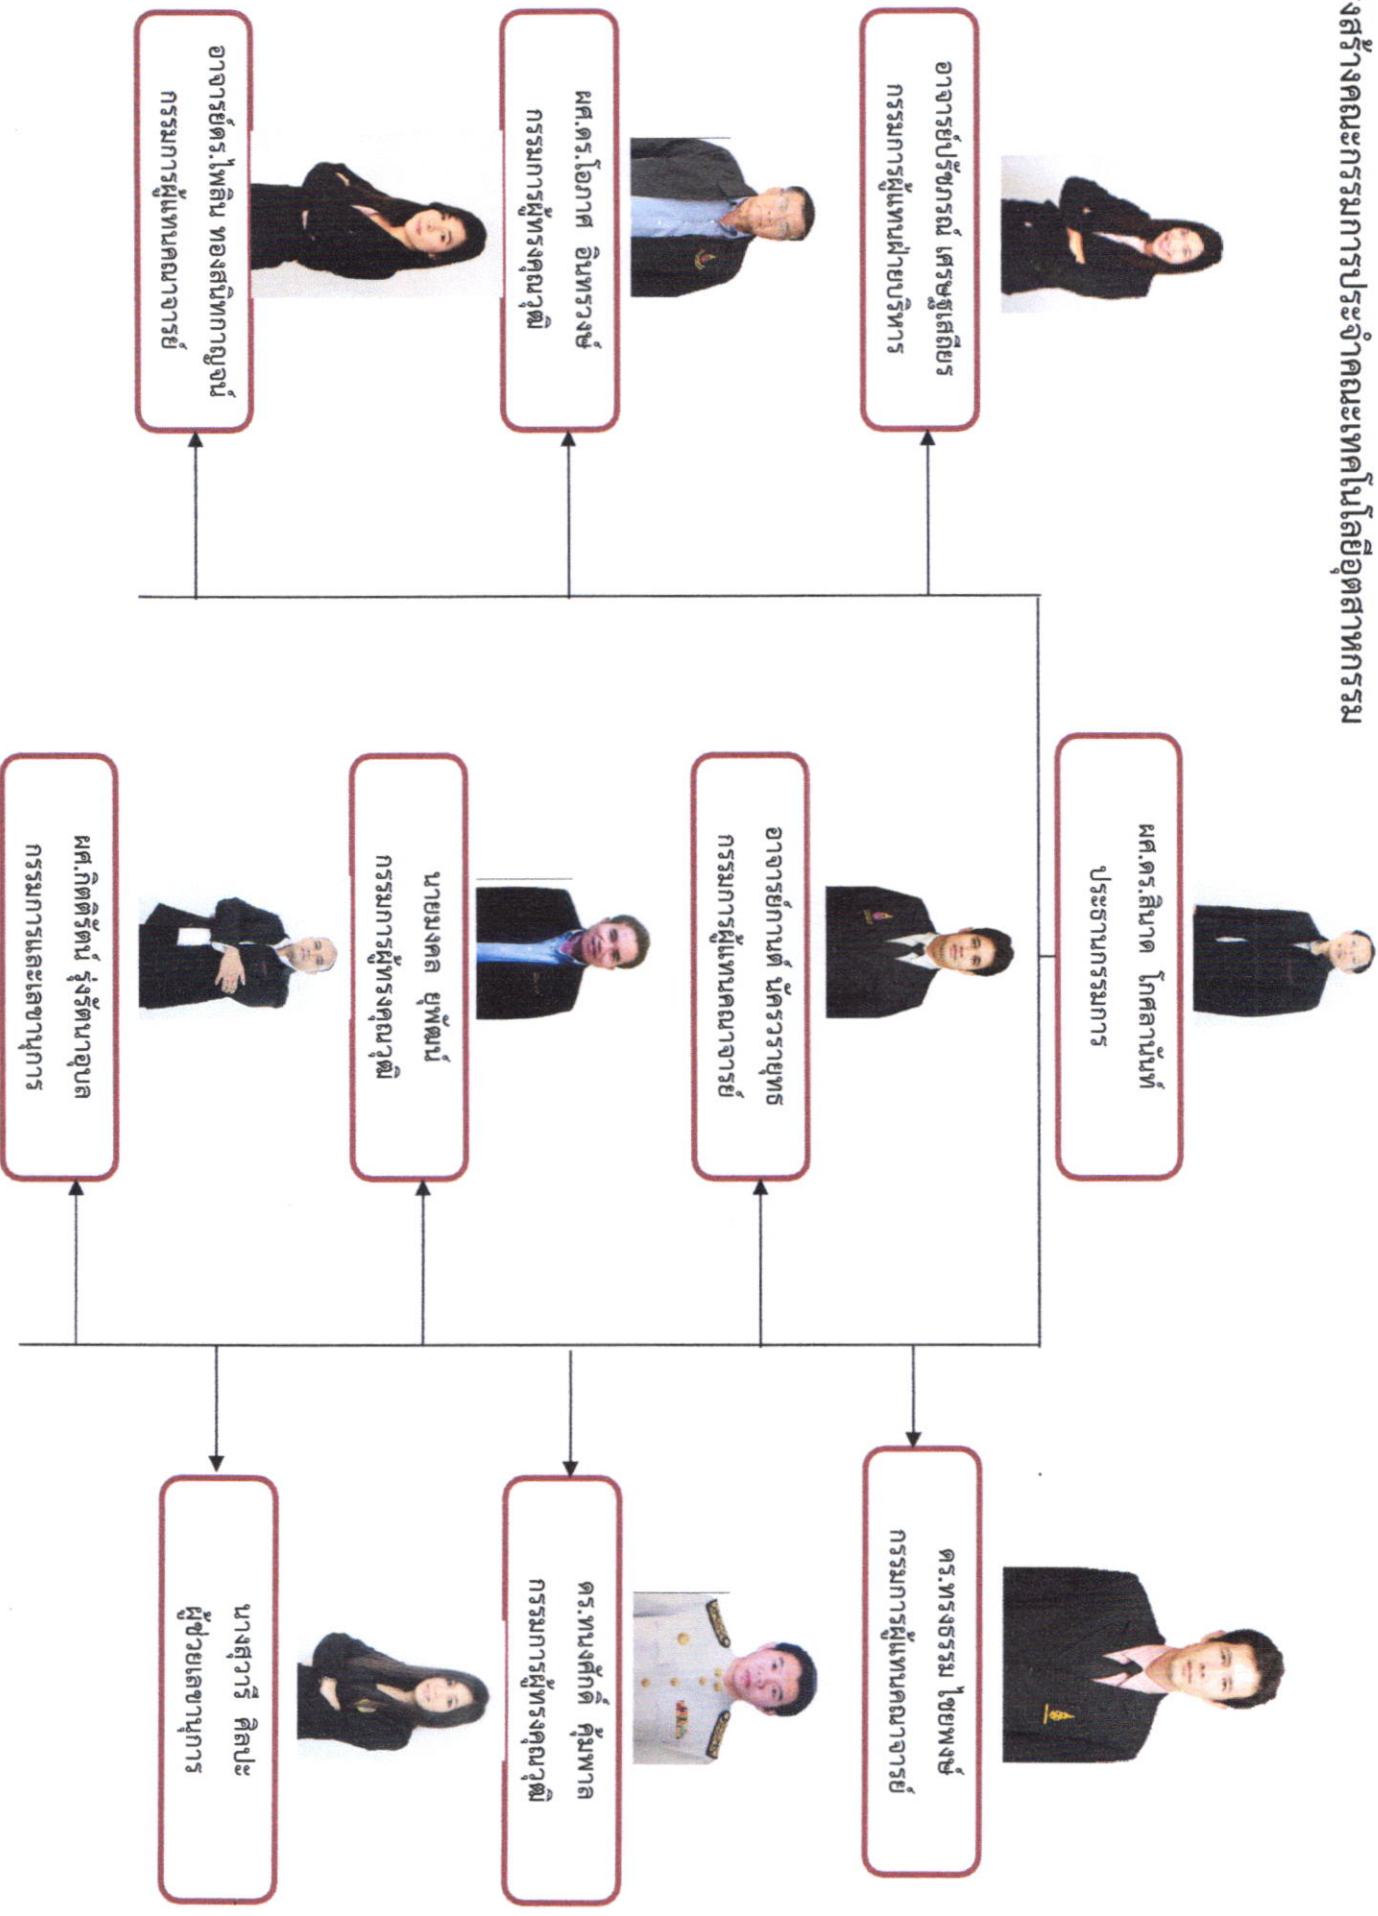 งสร้างคณะกรรมการประจำคณะเทคโนโลยีอุตสาหกรรม
ผศ.ดร.สินาด โกศลานันท์
ประธานกรรมการ
อาจารย์ปรัชภรณ์ เศรษฐเสถียร
กรรมการผู้แทนฝ่ายบริหาร
อาจารย์กานต์ นัครวรายุทธ
กรรมการผู้แทนคณาจารย์
ดร.ทรงธรรม ไชยพงษ์
กรรมการผู้แทนคณาจารย์
ผศ.ดร.โอภาศ อินทรวงษ์
กรรมการผู้ทรงคุณวุฒิ
นายมงคล ยูพัฒน์
กรรมการผู้ทรงคุณวุฒิ
ดร.ทนงศักดิ์ คุ้มพาล
กรรมการผู้ทรงคุณวุฒิ
อาจารย์ดร.ไพลิน ทองสนิทกาญจน์
กรรมการผู้แทนคณาจารย์
ผศ.กิตติรัตน์ รุ่งรัตนาอุบล
กรรมการและเลขานุการ
นางสุวารี ศิลปะ
ผู้ช่วยเลขานุการ